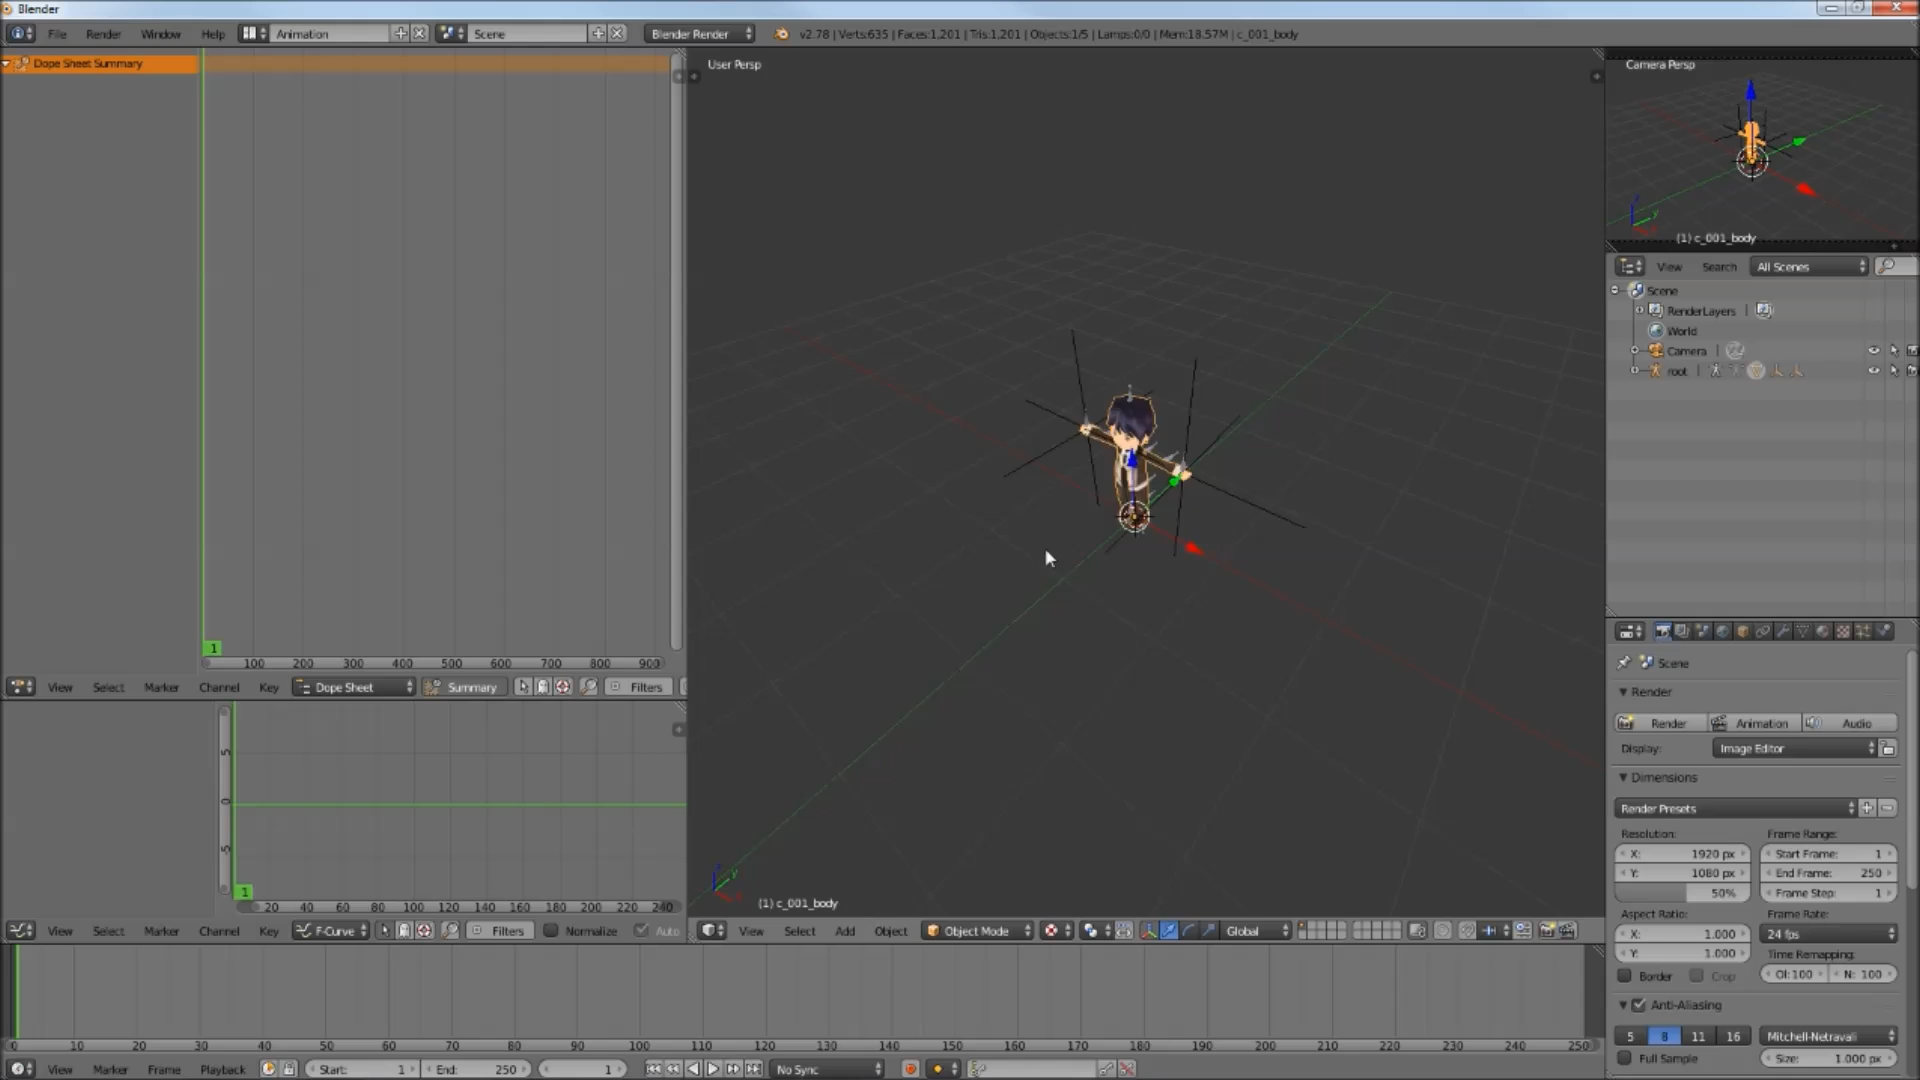 Blender
File Render Window Help Animation Scene Blender Render v2.78 | Verts:635 | Faces:1,201 | Tris:1,201 | Objects:1/5 | Lamps:0/0 | Mem:18.57M | c_001_body
Dope Sheet Summary
1
100 200 300 400 500 600 700 800 900
View Select Marker Channel Key Dope Sheet Summary Filters
5
0
-5
1
20 40 60 80 100 120 140 160 180 200 220 240
View Select Marker Channel Key F-Curve Filters Normalize Auto
User Persp
(1) c_001_body
View Select Add Object Object Mode Global
Camera Persp
(1) c_001_body
View Search All Scenes
Scene
RenderLayers |
World
Camera |
root |
Scene
Render
Render Animation Audio
Display: Image Editor
Dimensions
Render Presets
Resolution: Frame Range:
X: 1920 px Start Frame: 1
Y: 1080 px End Frame: 250
50% Frame Step: 1
Aspect Ratio: Frame Rate:
X: 1.000 24 fps
Y: 1.000 Time Remapping:
Border Crop Ol:100 N: 100
Anti-Aliasing
5 8 11 16 Mitchell-Netravali
Full Sample Size: 1.000 px
0 10 20 30 40 50 60 70 80 90 100 110 120 130 140 150 160 170 180 190 200 210 220 230 240 250
View Marker Frame Playback Start: 1 End: 250 1 No Sync